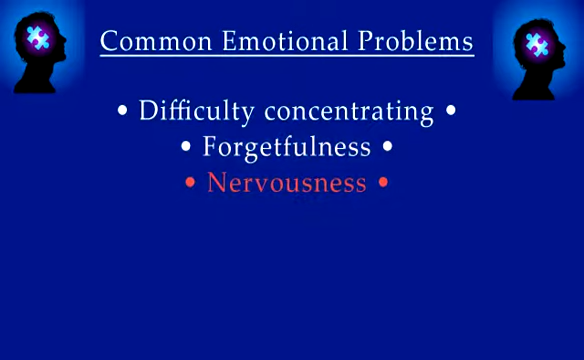 Common Emotional Problems
• Difficulty concentrating •
• Forgetfulness •
• Nervousness •